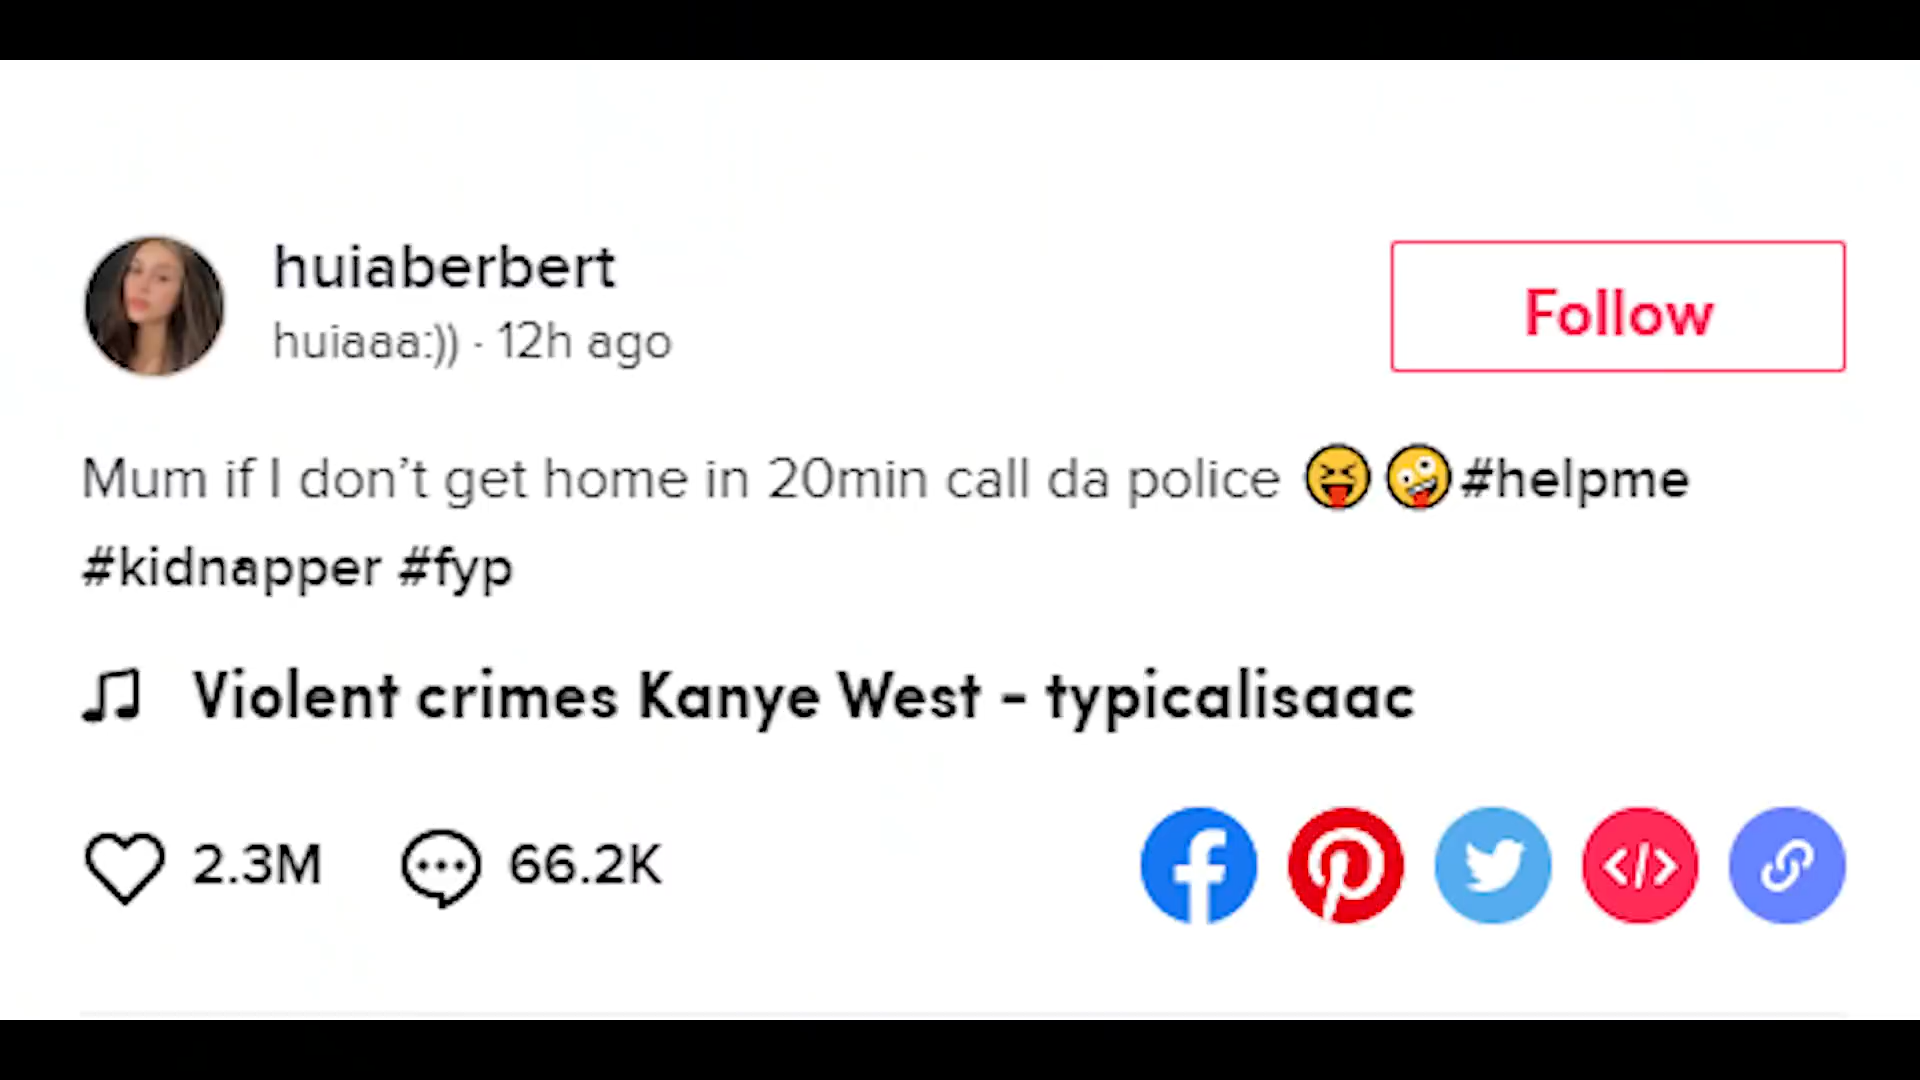 huiaberbert
huiaaa:)) · 12h ago
Follow
Mum if I don’t get home in 20min call da police 😝🤪#helpme
#kidnapper #fyp
Violent crimes Kanye West - typicalisaac
2.3M 66.2K